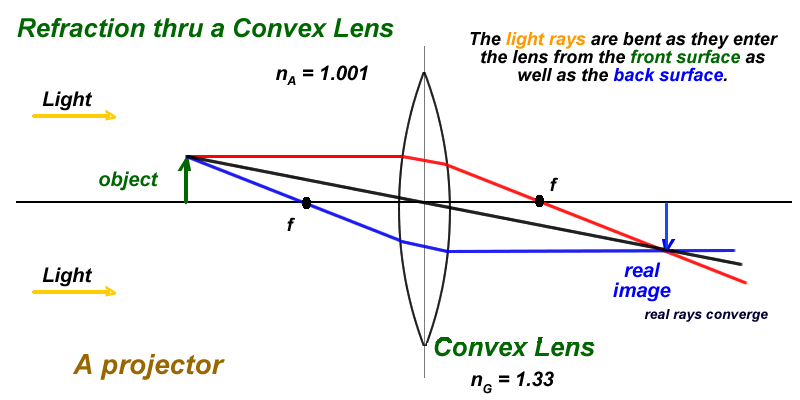 Refraction thru a Convex Lens
The light rays are bent as they enter
the lens from the front surface as
well as the back surface.
nA = 1.001
Light
object
f
f
Light
real
image
real rays converge
A projector
Convex Lens
nG = 1.33